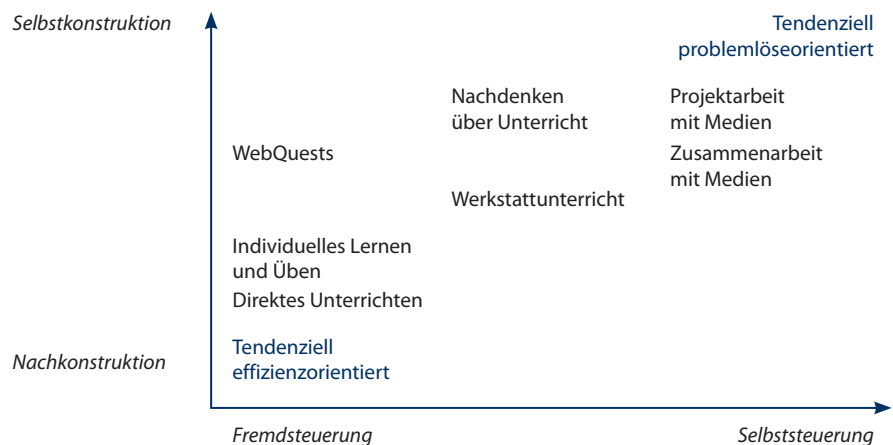 Selbstkonstruktion
Tendenziell
problemlöseorientiert
Nachdenken
über Unterricht
Projektarbeit
mit Medien
WebQuests
Zusammenarbeit
mit Medien
Werkstattunterricht
Individuelles Lernen
und Üben
Direktes Unterrichten
Nachkonstruktion
Tendenziell
effizienzorientiert
Fremdsteuerung
Selbststeuerung